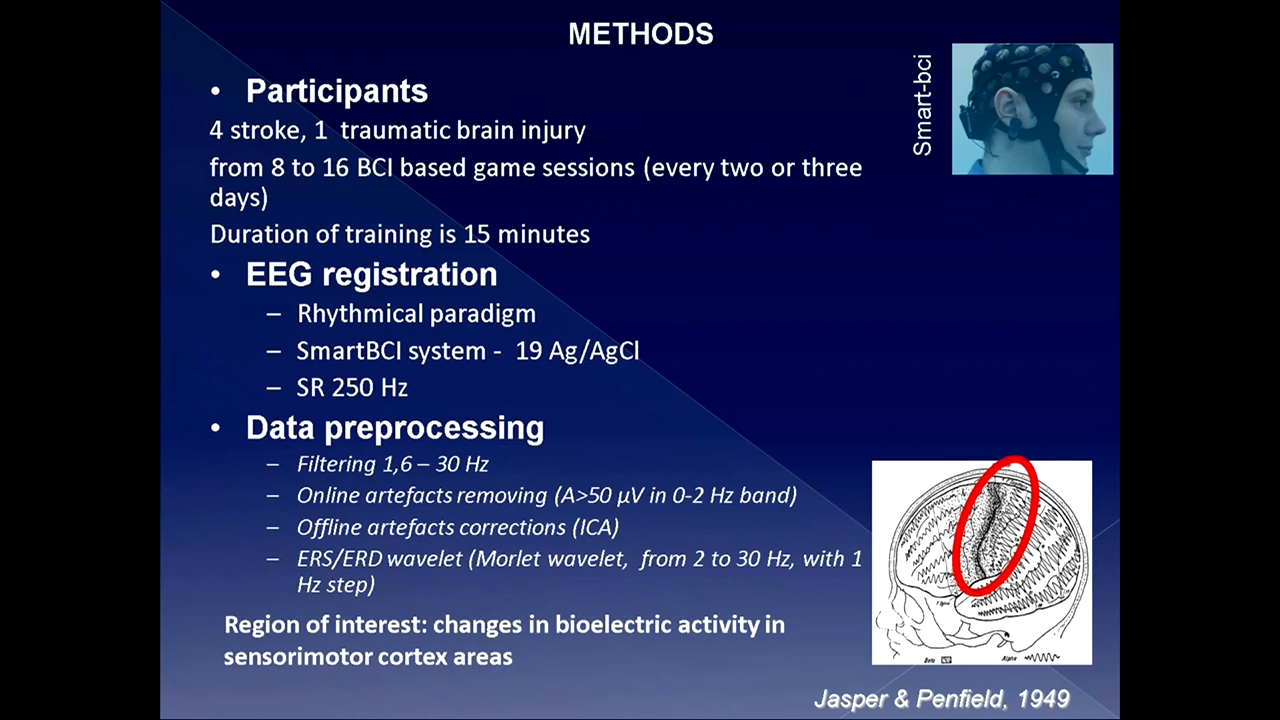 METHODS
Smart-bci
• Participants
4 stroke, 1 traumatic brain injury
from 8 to 16 BCI based game sessions (every two or three
days)
Duration of training is 15 minutes
• EEG registration
– Rhythmical paradigm
– SmartBCI system - 19 Ag/AgCl
– SR 250 Hz
• Data preprocessing
– Filtering 1,6 – 30 Hz
– Online artefacts removing (A>50 µV in 0-2 Hz band)
– Offline artefacts corrections (ICA)
– ERS/ERD wavelet (Morlet wavelet, from 2 to 30 Hz, with 1
Hz step)
Region of interest: changes in bioelectric activity in
sensorimotor cortex areas
Beta
Alpha
Jasper & Penfield, 1949